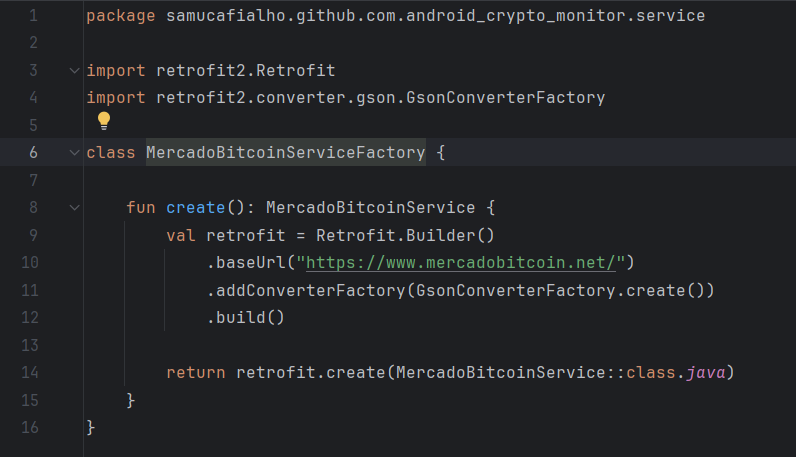 1 package samucafialho.github.com.android_crypto_monitor.service
2
3 import retrofit2.Retrofit
4 import retrofit2.converter.gson.GsonConverterFactory
5
6 class MercadoBitcoinServiceFactory {
7
8     fun create(): MercadoBitcoinService {
9         val retrofit = Retrofit.Builder()
10             .baseUrl("https://www.mercadobitcoin.net/")
11             .addConverterFactory(GsonConverterFactory.create())
12             .build()
13
14         return retrofit.create(MercadoBitcoinService::class.java)
15     }
16 }